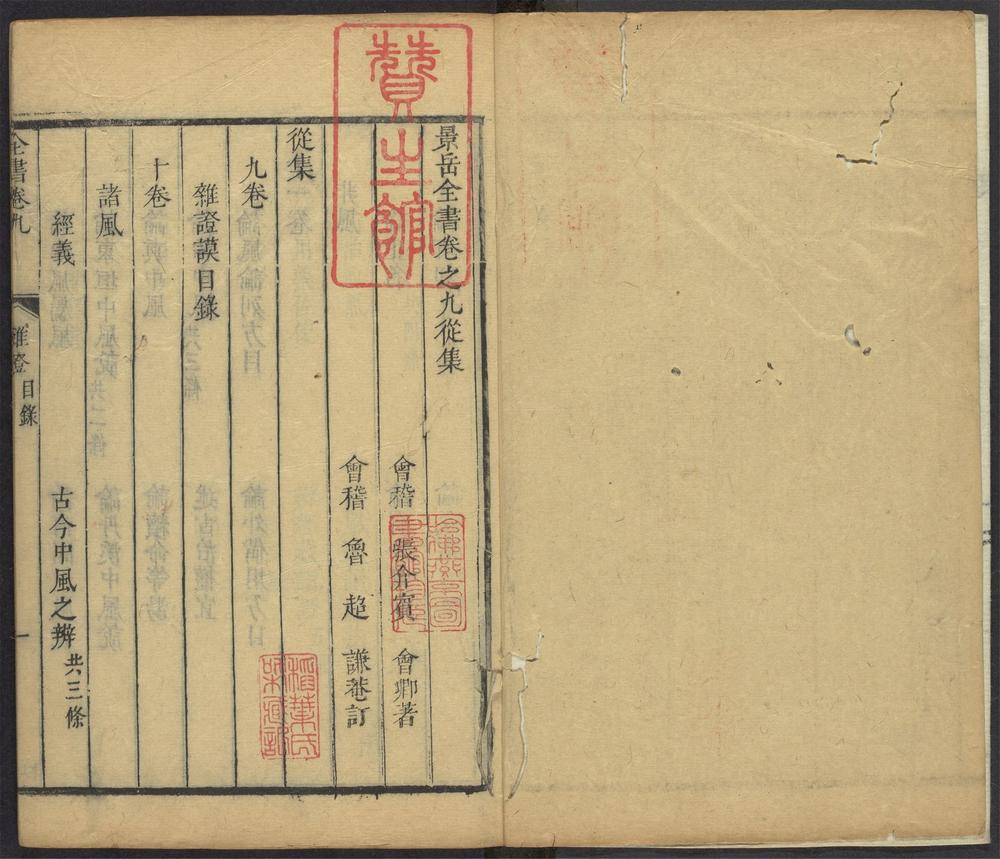 景岳全書卷之九從集
會稽 張介賓 會卿著
會稽 魯超 謙菴訂
從集
九卷
雜證謨目錄
十卷
諸風
經義 古今中風之辨共三條
全書卷九 雜證目錄 一
贊生館